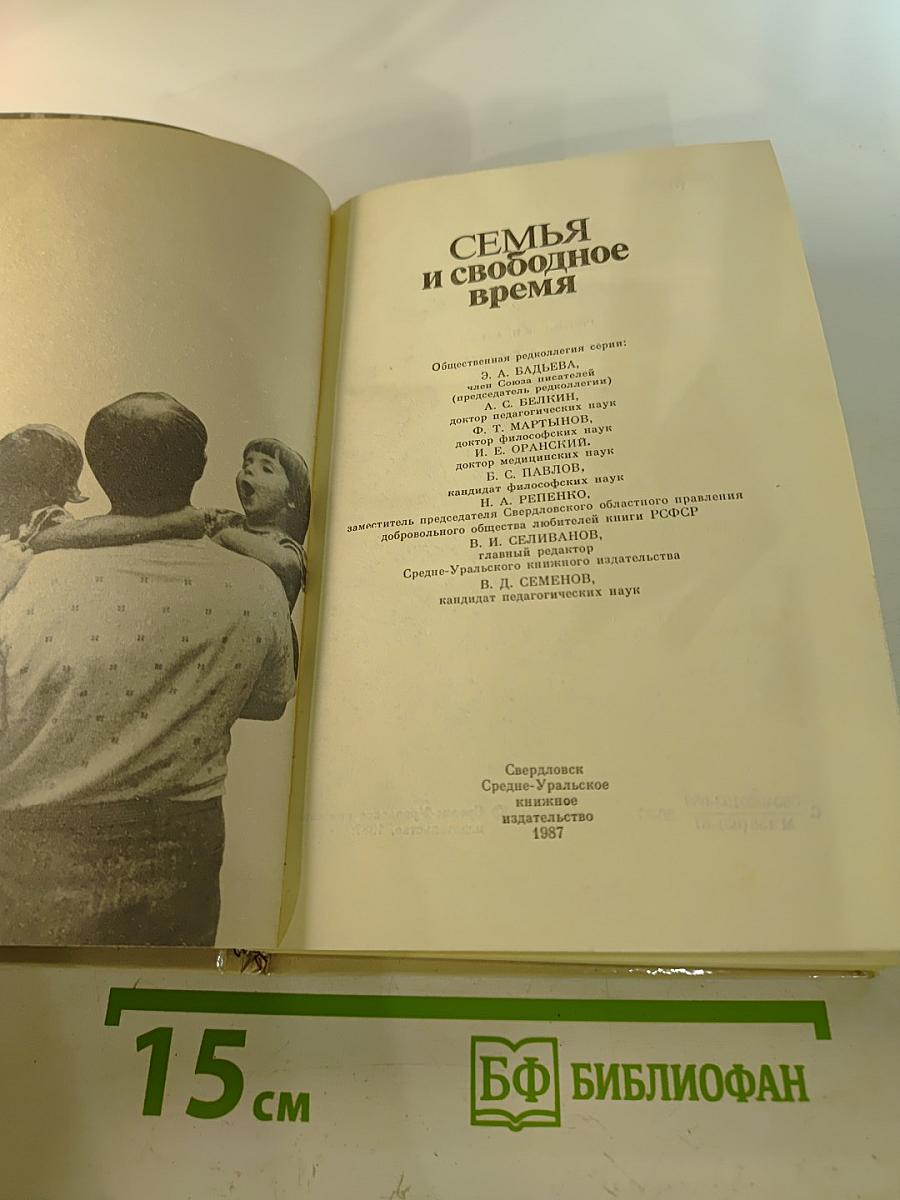 СЕМЬЯ
и свободное
время
Общественная редколлегия серии:
Э. А. БАДЬЕВА,
член Союза писателей
(председатель редколлегии)
А. С. БЕЛКИН,
доктор педагогических наук
Ф. Т. МАРТЫНОВ,
доктор философских наук
И. Е. ОРАНСКИЙ,
доктор медицинских наук
Б. С. ПАВЛОВ,
кандидат философских наук
Н. А. РЕПЕНКО,
заместитель председателя Свердловского областного правления
добровольного общества любителей книги РСФСР
В. И. СЕЛИВАНОВ,
главный редактор
Средне-Уральского книжного издательства
В. Д. СЕМЕНОВ,
кандидат педагогических наук
Свердловск
Средне-Уральское
книжное
издательство
1987
15 см
БФ БИБЛИОФАН